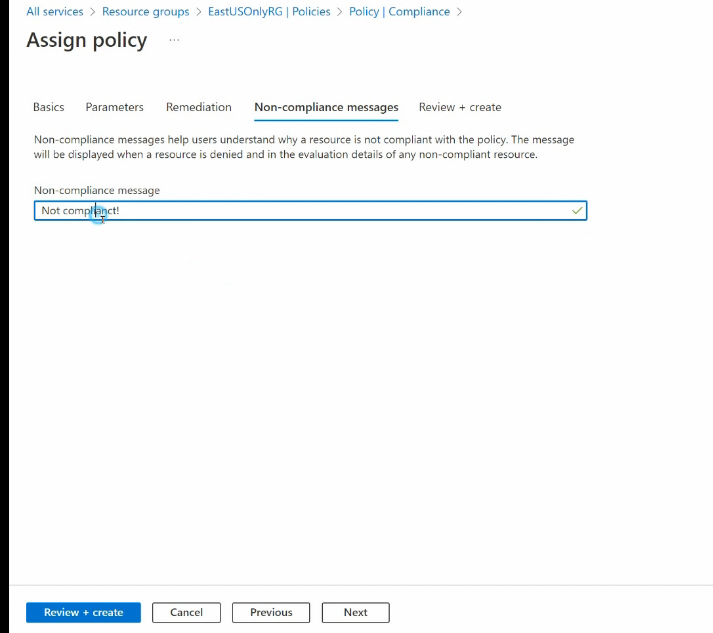 All services > Resource groups > EastUSOnlyRG | Policies > Policy | Compliance >
Assign policy ...
Basics Parameters Remediation Non-compliance messages Review + create
Non-compliance messages help users understand why a resource is not compliant with the policy. The message
will be displayed when a resource is denied and in the evaluation details of any non-compliant resource.
Non-compliance message
Not complianct!
Review + create Cancel Previous Next